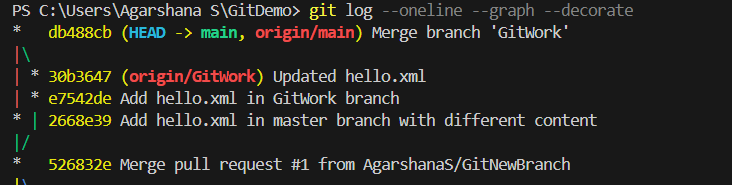 PS C:\Users\Agarshana S\GitDemo> git log --oneline --graph --decorate
*   db488cb (HEAD -> main, origin/main) Merge branch 'GitWork'
|\
| * 30b3647 (origin/GitWork) Updated hello.xml
| * e7542de Add hello.xml in GitWork branch
* | 2668e39 Add hello.xml in master branch with different content
|/
*   526832e Merge pull request #1 from AgarshanaS/GitNewBranch
|\